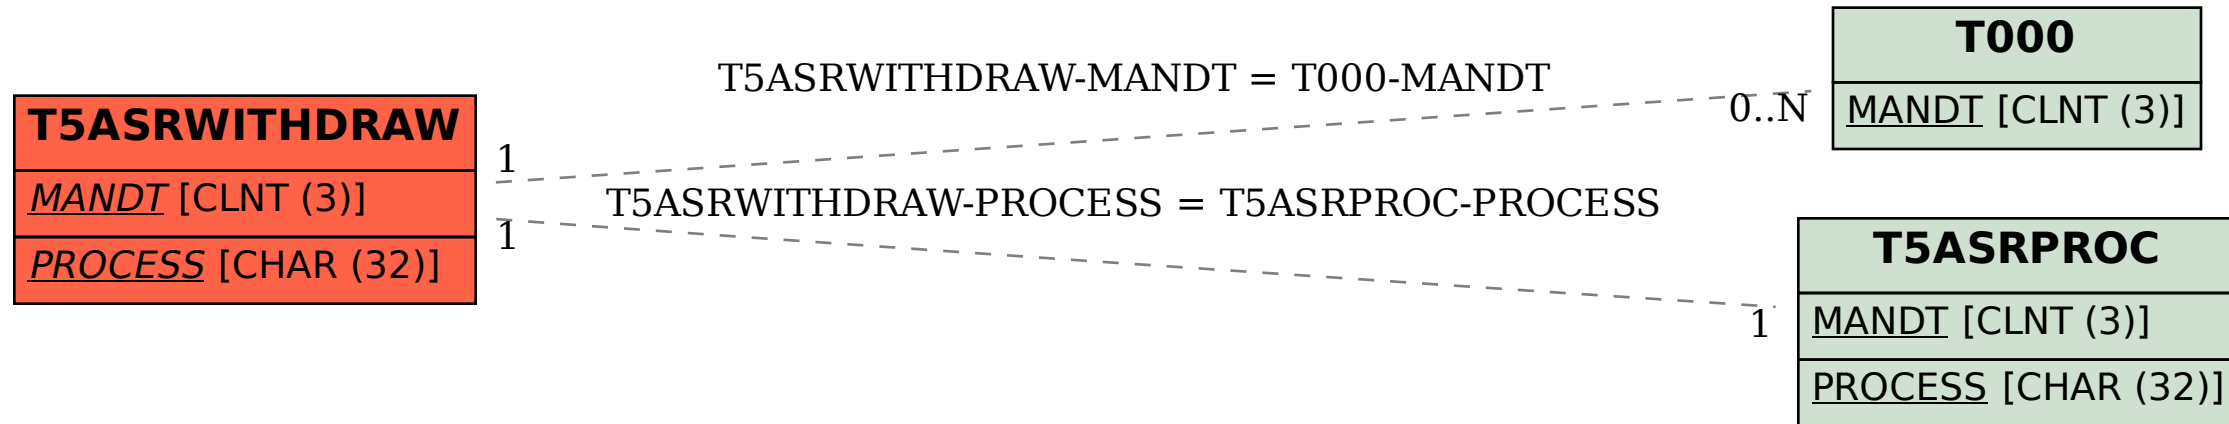 T5ASRWITHDRAW
MANDT [CLNT (3)]
PROCESS [CHAR (32)]
T5ASRWITHDRAW-MANDT = T000-MANDT
1
0..N
T5ASRWITHDRAW-PROCESS = T5ASRPROC-PROCESS
1
1
T000
MANDT [CLNT (3)]
T5ASRPROC
MANDT [CLNT (3)]
PROCESS [CHAR (32)]